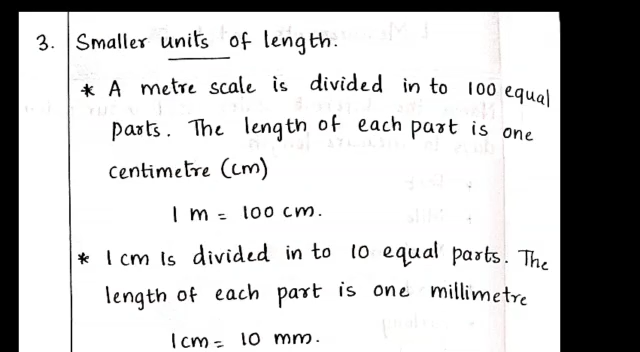 3. Smaller units of length.
* A metre scale is divided in to 100 equal
parts. The length of each part is one
centimetre (cm)
1 m = 100 cm.
* 1 cm Is divided in to 10 equal parts. The
length of each part is one millimetre
1 cm = 10 mm.